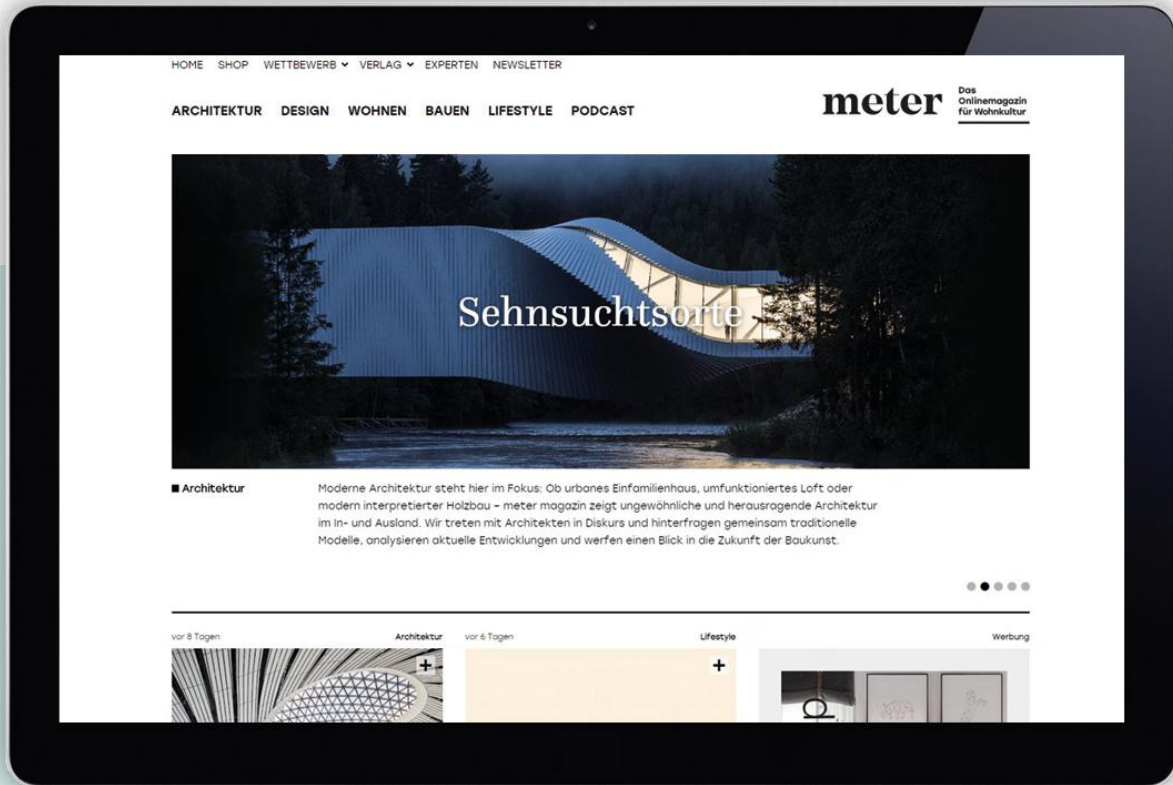 HOME SHOP WETTBEWERB VERLAG EXPERTEN NEWSLETTER
ARCHITEKTUR DESIGN WOHNEN BAUEN LIFESTYLE PODCAST
meter
Das
Onlinemagazin
für Wohnkultur
Sehnsuchtsorte
Architektur
Moderne Architektur steht hier im Fokus: Ob urbanes Einfamilienhaus, umfunktioniertes Loft oder
modern interpretierter Holzbau – meter magazin zeigt ungewöhnliche und herausragende Architektur
im In- und Ausland. Wir treten mit Architekten in Diskurs und hinterfragen gemeinsam traditionelle
Modelle, analysieren aktuelle Entwicklungen und werfen einen Blick in die Zukunft der Baukunst.
vor 8 Tagen Architektur vor 6 Tagen Lifestyle Werbung